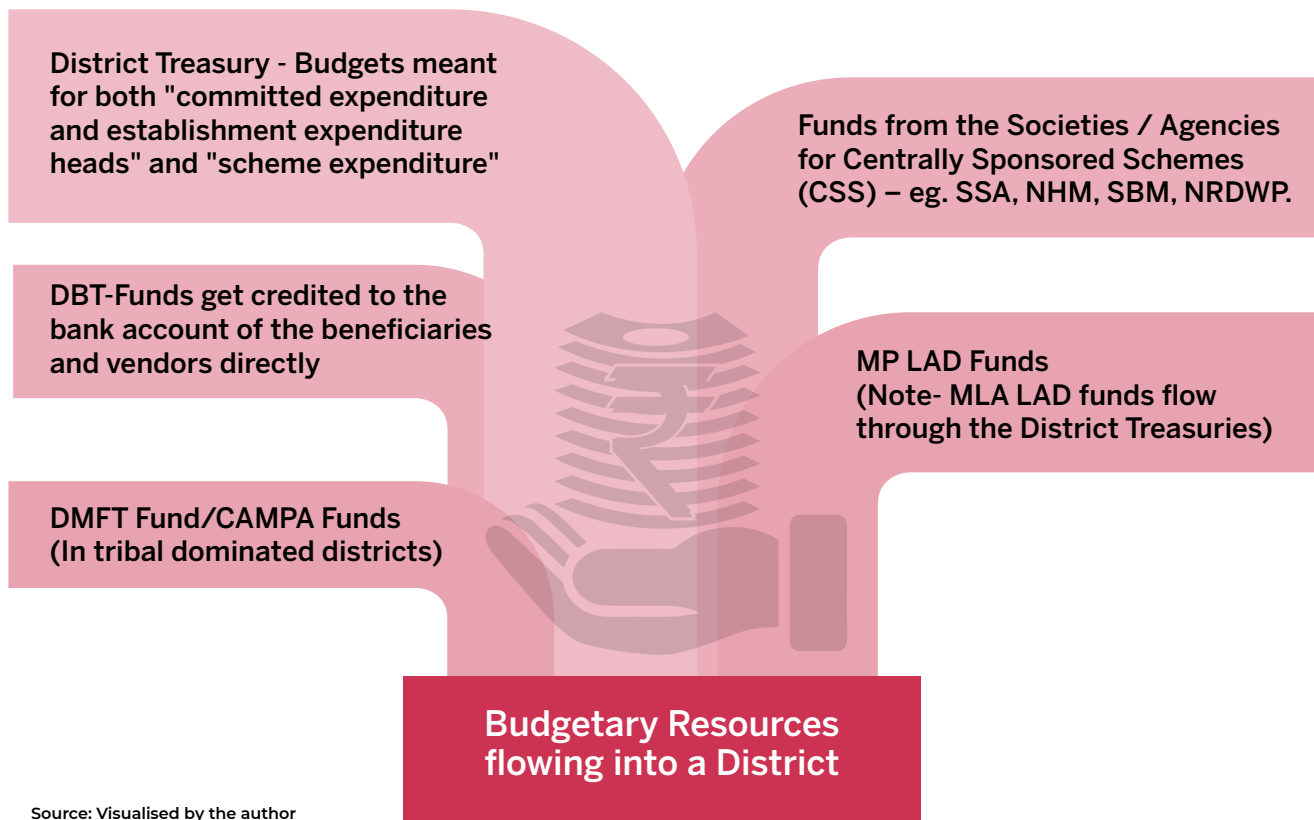 District Treasury - Budgets meant
for both "committed expenditure
and establishment expenditure
heads" and "scheme expenditure"
DBT-Funds get credited to the
bank account of the beneficiaries
and vendors directly
DMFT Fund/CAMPA Funds
(In tribal dominated districts)
Funds from the Societies / Agencies
for Centrally Sponsored Schemes
(CSS) – eg. SSA, NHM, SBM, NRDWP.
MP LAD Funds
(Note- MLA LAD funds flow
through the District Treasuries)
₹
Budgetary Resources
flowing into a District
Source: Visualised by the author